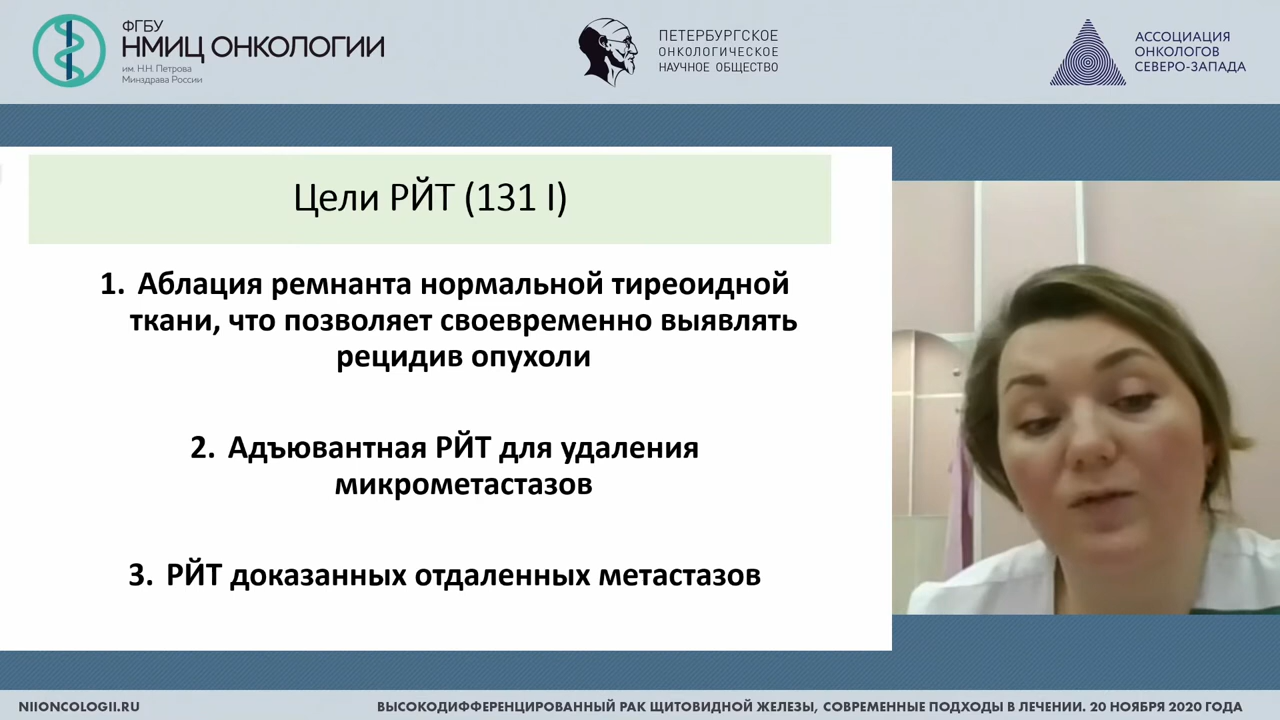 ФГБУ
НМИЦ ОНКОЛОГИИ
им. Н.Н. Петрова
Минздрава России
ПЕТЕРБУРГСКОЕ
ОНКОЛОГИЧЕСКОЕ
НАУЧНОЕ ОБЩЕСТВО
АССОЦИАЦИЯ
ОНКОЛОГОВ
СЕВЕРО-ЗАПАДА
Цели РЙТ (131 I)
1. Аблация ремнанта нормальной тиреоидной
ткани, что позволяет своевременно выявлять
рецидив опухоли
2. Адъювантная РЙТ для удаления
микрометастазов
3. РЙТ доказанных отдаленных метастазов
NIIONCOLOGII.RU
ВЫСОКОДИФФЕРЕНЦИРОВАННЫЙ РАК ЩИТОВИДНОЙ ЖЕЛЕЗЫ, СОВРЕМЕННЫЕ ПОДХОДЫ В ЛЕЧЕНИИ. 20 НОЯБРЯ 2020 ГОДА